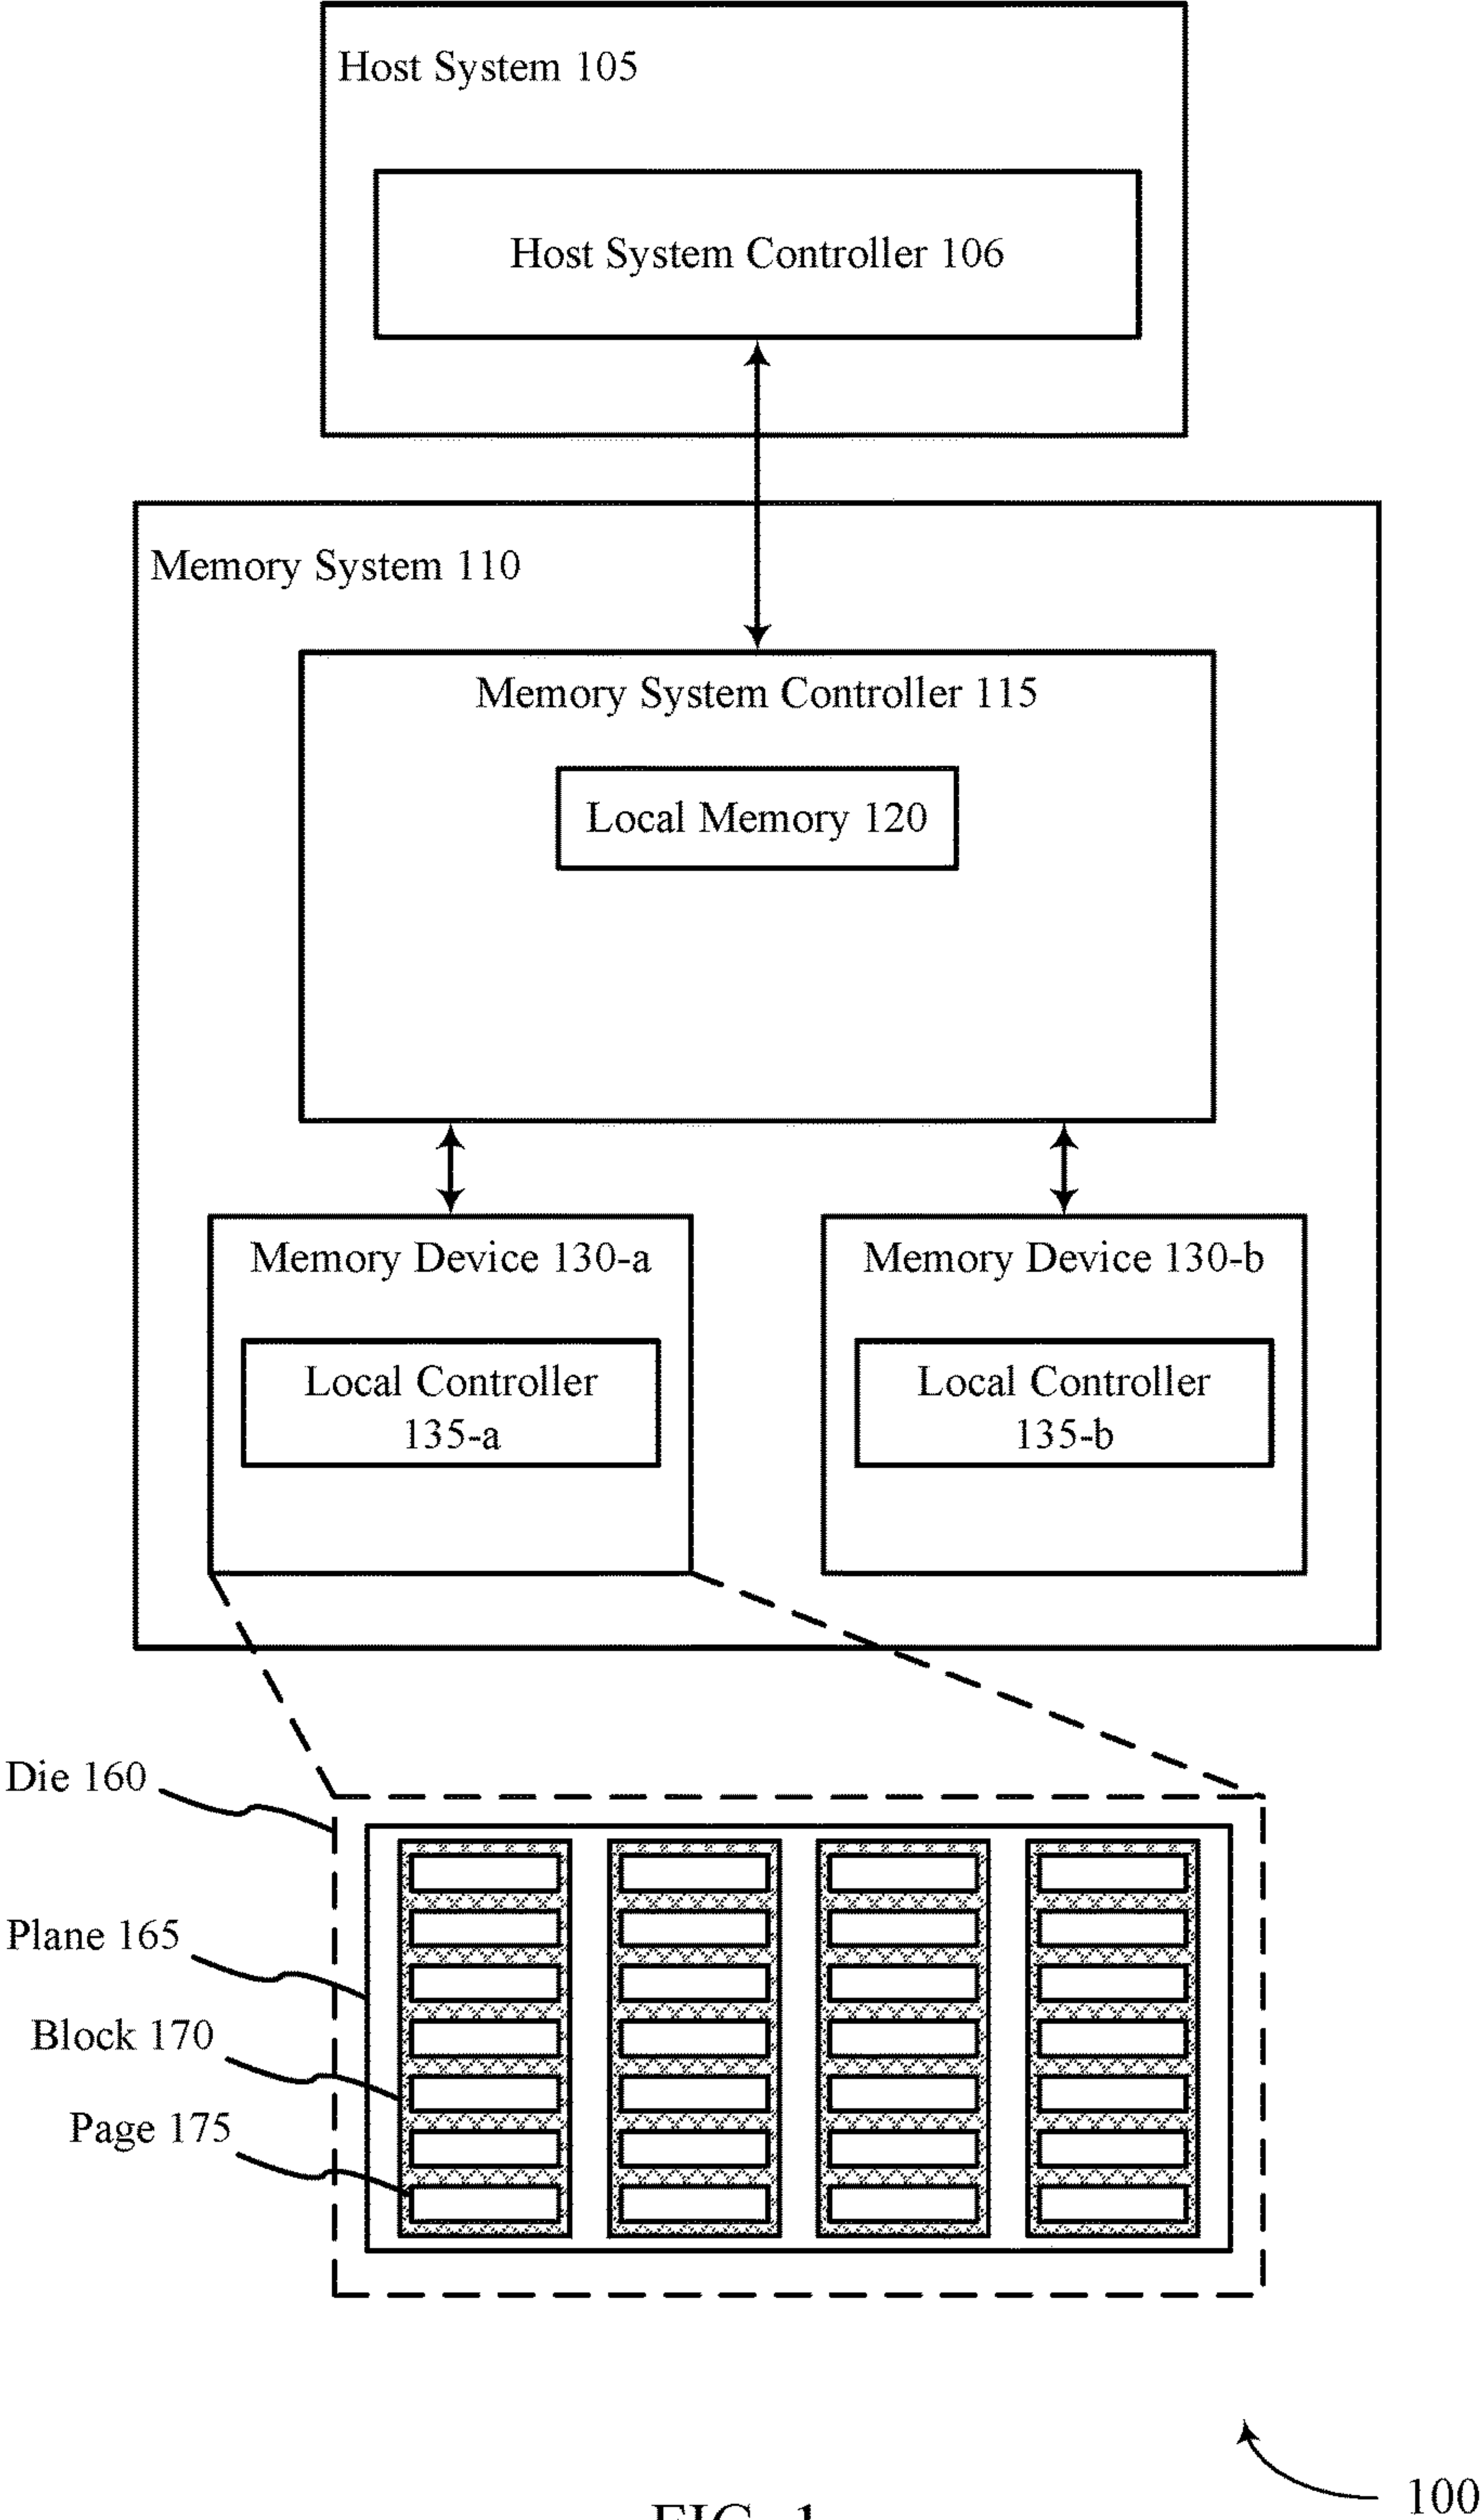 Host System 105
Host System Controller 106
Memory System 110
Memory System Controller 115
Local Memory 120
Memory Device 130-a
Memory Device 130-b
Local Controller
135-a
Local Controller
135-b
Die 160
Plane 165
Block 170
Page 175
100
FIG. 1